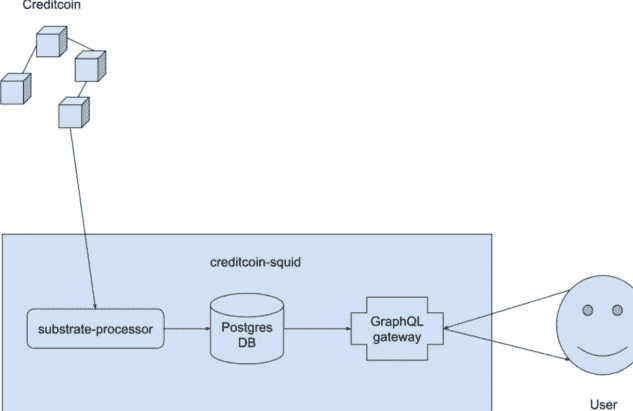 Creditcoin
creditcoin-squid
substrate-processor
Postgres
DB
GraphQL
gateway
User